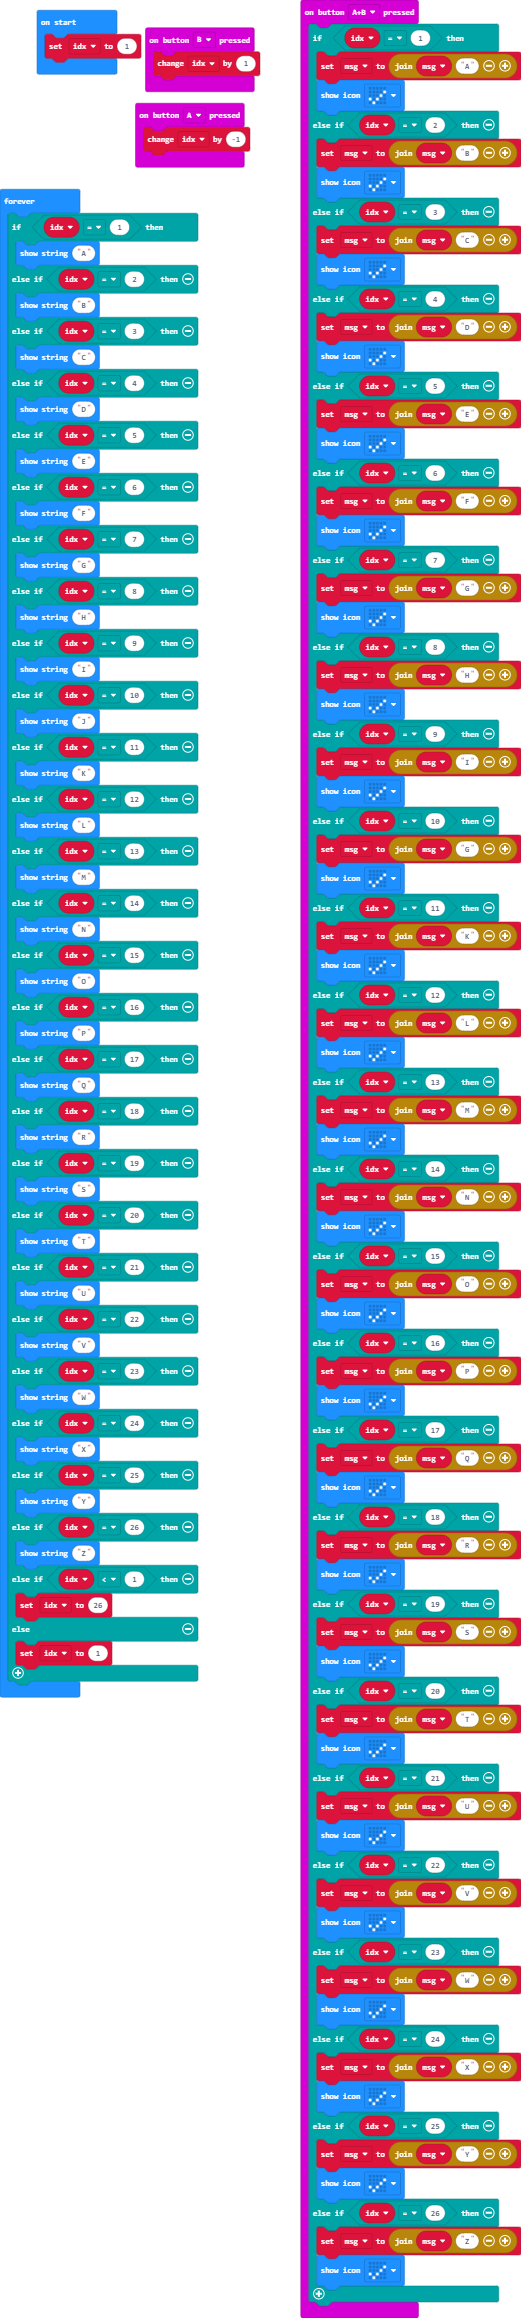 on start
set idx to 1
on button B pressed
change idx by 1
on button A pressed
change idx by -1
forever
if idx = 1 then
show string "A"
else if idx = 2 then
show string "B"
else if idx = 3 then
show string "C"
else if idx = 4 then
show string "D"
else if idx = 5 then
show string "E"
else if idx = 6 then
show string "F"
else if idx = 7 then
show string "G"
else if idx = 8 then
show string "H"
else if idx = 9 then
show string "I"
else if idx = 10 then
show string "J"
else if idx = 11 then
show string "K"
else if idx = 12 then
show string "L"
else if idx = 13 then
show string "M"
else if idx = 14 then
show string "N"
else if idx = 15 then
show string "O"
else if idx = 16 then
show string "P"
else if idx = 17 then
show string "Q"
else if idx = 18 then
show string "R"
else if idx = 19 then
show string "S"
else if idx = 20 then
show string "T"
else if idx = 21 then
show string "U"
else if idx = 22 then
show string "V"
else if idx = 23 then
show string "W"
else if idx = 24 then
show string "X"
else if idx = 25 then
show string "Y"
else if idx = 26 then
show string "Z"
else if idx < 1 then
set idx to 26
else
set idx to 1
on button A+B pressed
if idx = 1 then
set msg to join msg "A"
show icon
else if idx = 2 then
set msg to join msg "B"
show icon
else if idx = 3 then
set msg to join msg "C"
show icon
else if idx = 4 then
set msg to join msg "D"
show icon
else if idx = 5 then
set msg to join msg "E"
show icon
else if idx = 6 then
set msg to join msg "F"
show icon
else if idx = 7 then
set msg to join msg "G"
show icon
else if idx = 8 then
set msg to join msg "H"
show icon
else if idx = 9 then
set msg to join msg "I"
show icon
else if idx = 10 then
set msg to join msg "G"
show icon
else if idx = 11 then
set msg to join msg "K"
show icon
else if idx = 12 then
set msg to join msg "L"
show icon
else if idx = 13 then
set msg to join msg "M"
show icon
else if idx = 14 then
set msg to join msg "N"
show icon
else if idx = 15 then
set msg to join msg "O"
show icon
else if idx = 16 then
set msg to join msg "P"
show icon
else if idx = 17 then
set msg to join msg "Q"
show icon
else if idx = 18 then
set msg to join msg "R"
show icon
else if idx = 19 then
set msg to join msg "S"
show icon
else if idx = 20 then
set msg to join msg "T"
show icon
else if idx = 21 then
set msg to join msg "U"
show icon
else if idx = 22 then
set msg to join msg "V"
show icon
else if idx = 23 then
set msg to join msg "W"
show icon
else if idx = 24 then
set msg to join msg "X"
show icon
else if idx = 25 then
set msg to join msg "Y"
show icon
else if idx = 26 then
set msg to join msg "Z"
show icon